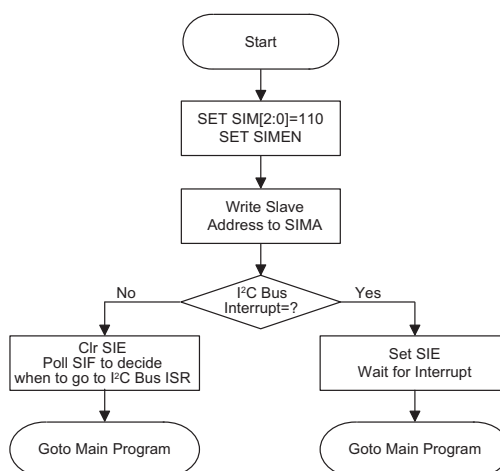 Start
SET SIM[2:0]=110
SET SIMEN
Write Slave
Address to SIMA
I²C Bus
Interrupt=?
No
Yes
Clr SIE
Poll SIF to decide
when to go to I²C Bus ISR
Set SIE
Wait for Interrupt
Goto Main Program
Goto Main Program